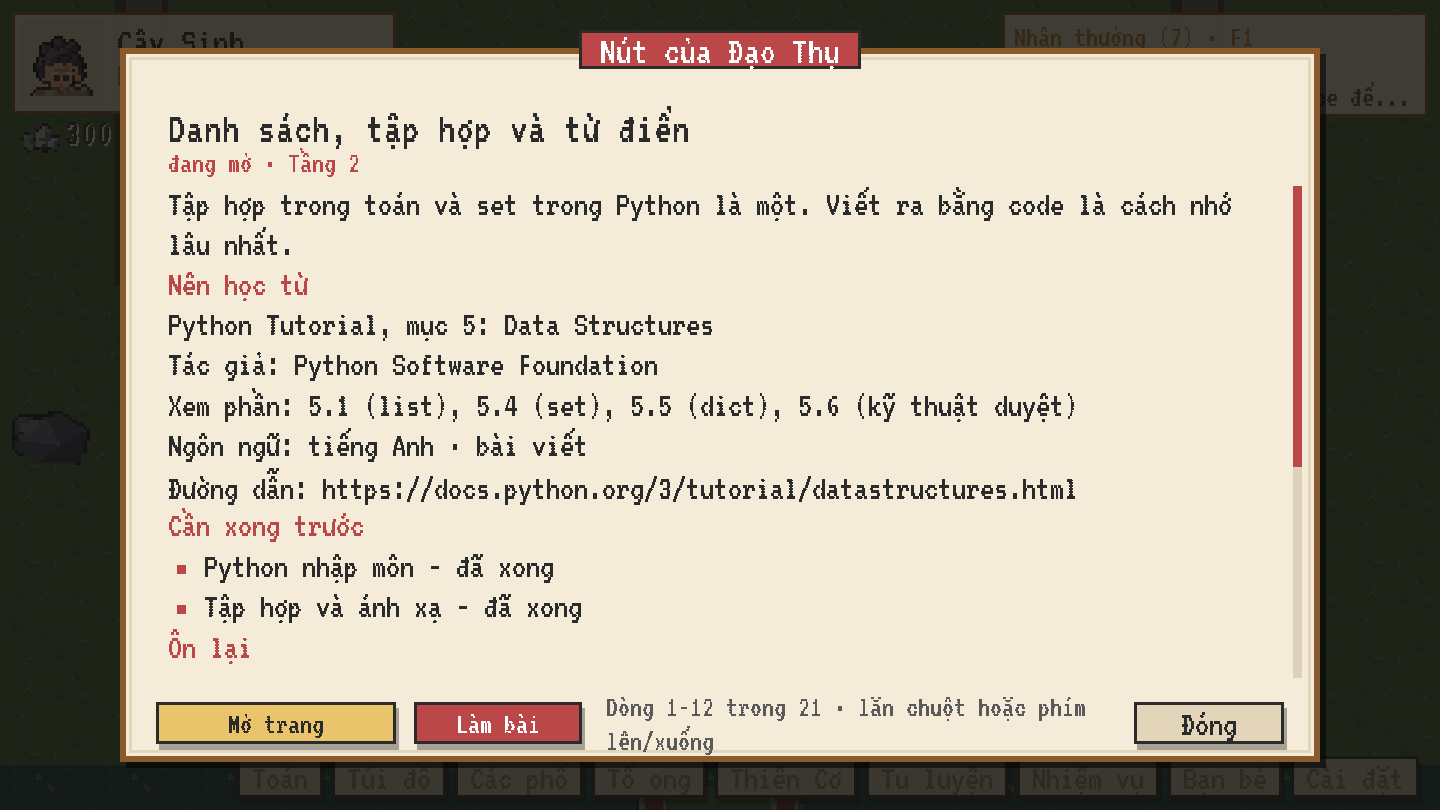 Cây Sinh
Nhân thưởng (7) · F1
Nút của Đạo Thụ
300
Danh sách, tập hợp và từ điển
đang mở · Tầng 2
Tập hợp trong toán và set trong Python là một. Viết ra bằng code là cách nhớ
lâu nhất.
Nên học từ
Python Tutorial, mục 5: Data Structures
Tác giả: Python Software Foundation
Xem phần: 5.1 (list), 5.4 (set), 5.5 (dict), 5.6 (kỹ thuật duyệt)
Ngôn ngữ: tiếng Anh · bài viết
Đường dẫn: https://docs.python.org/3/tutorial/datastructures.html
Cần xong trước
▪ Python nhập môn - đã xong
▪ Tập hợp và ánh xạ - đã xong
Ôn lại
Mở trang
Làm bài
Dòng 1-12 trong 21 · lăn chuột hoặc phím
lên/xuống
Đóng
để...
Toán
Túi đồ
Các phố
Tổ ong
Thiên Cơ
Tu luyện
Nhiệm vụ
Bạn bè
Cài đặt